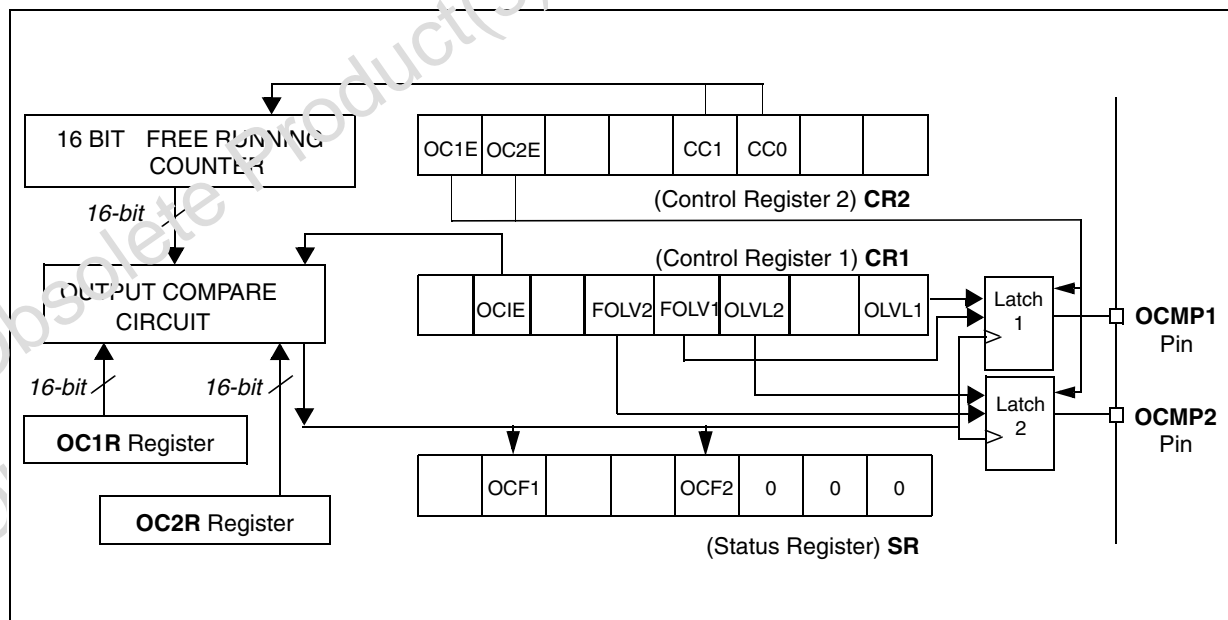 Obsolete Product(s)
16 BIT FREE RUNNING
COUNTER
OC1E OC2E CC1 CC0
(Control Register 2) CR2
16-bit
(Control Register 1) CR1
OUTPUT COMPARE
CIRCUIT
OCIE FOLV2 FOLV1 OLVL2 OLVL1
Latch
1
OCMP1
Pin
16-bit
16-bit
Latch
2
OCMP2
Pin
OC1R Register
OCF1 OCF2 0 0 0
OC2R Register
(Status Register) SR